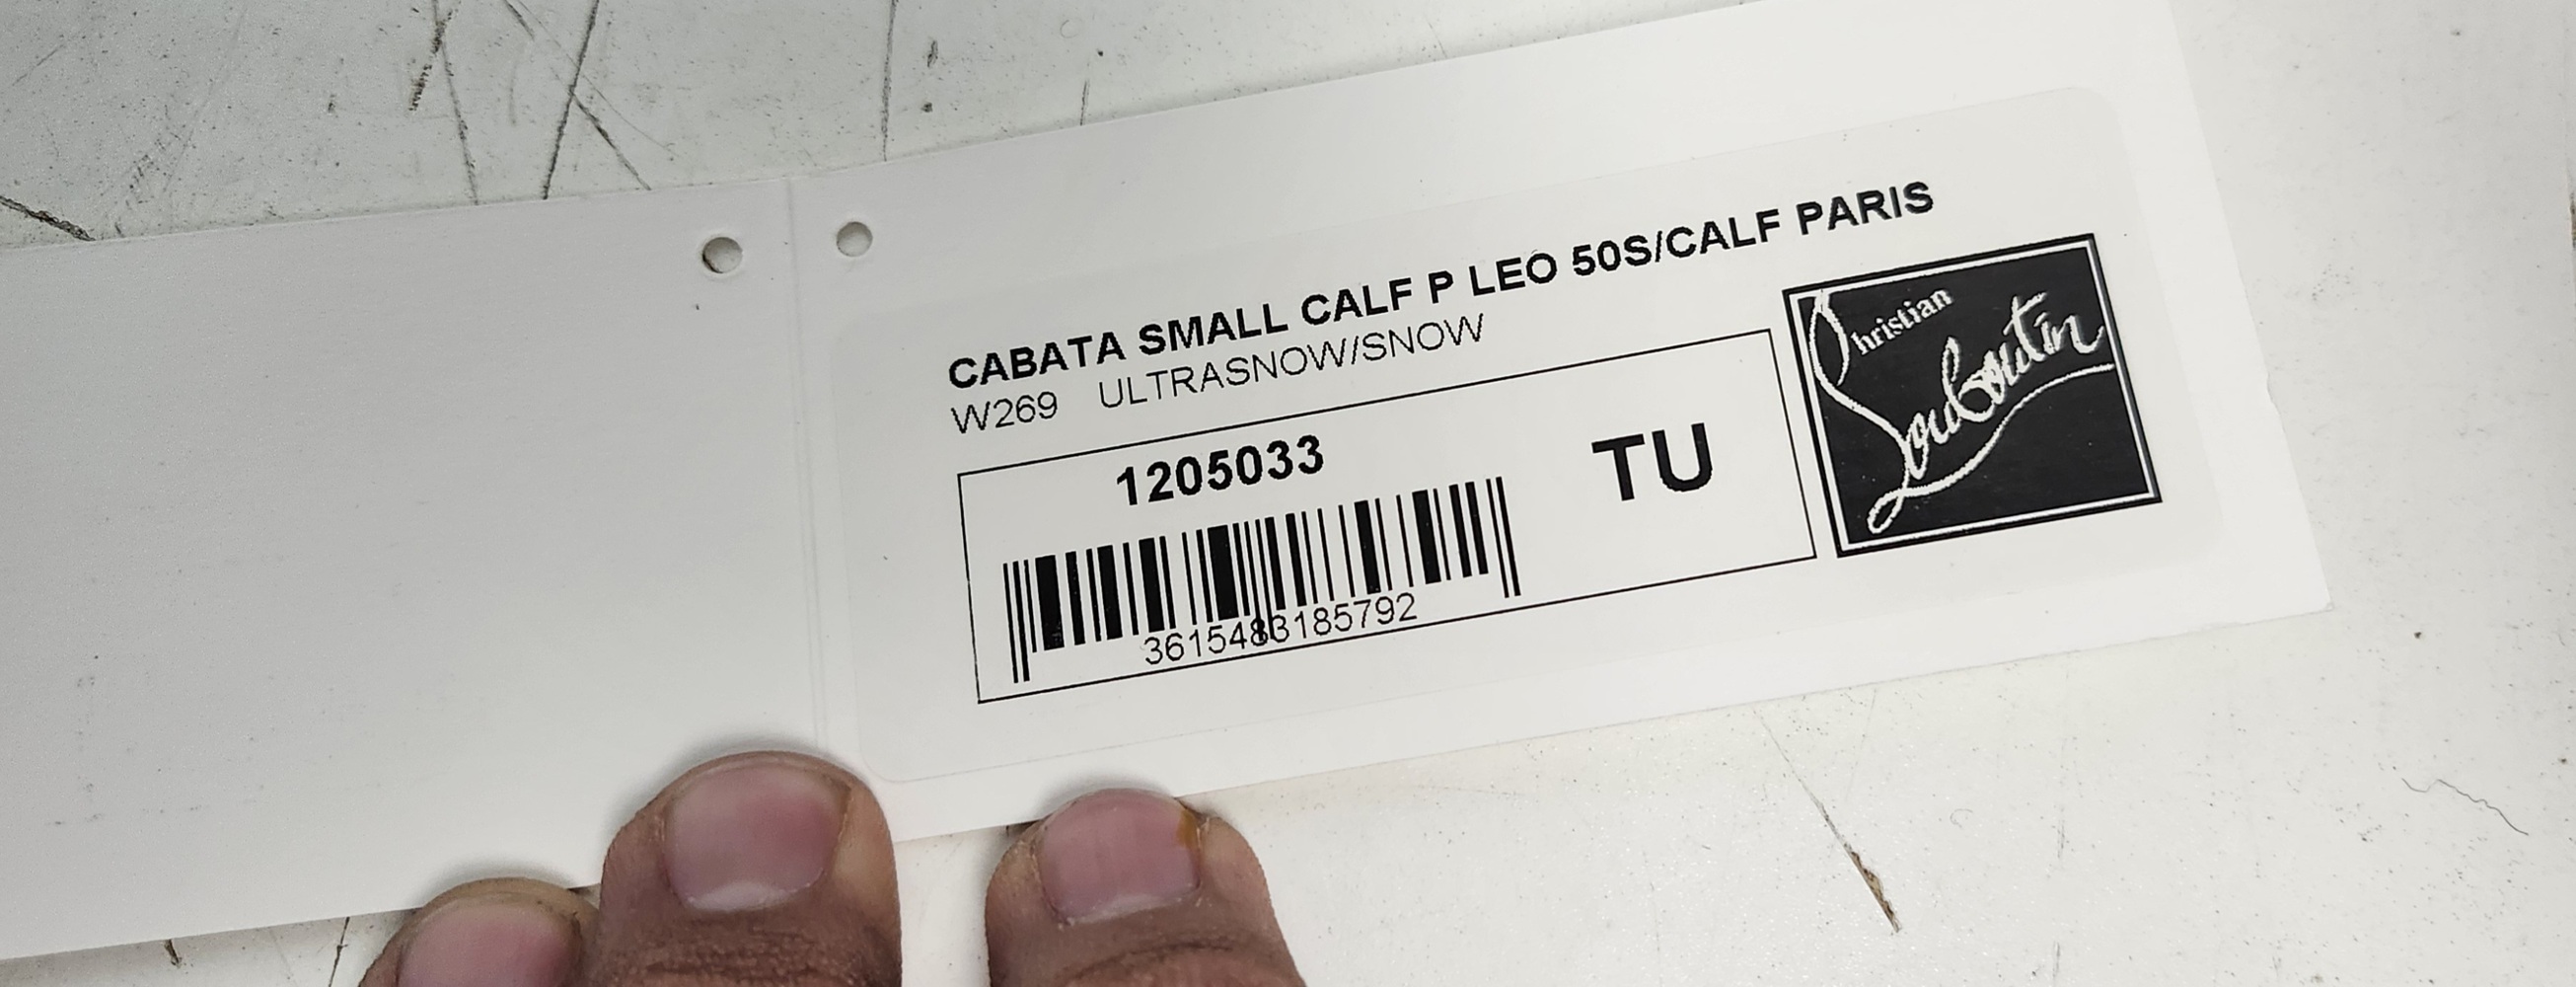 CABATA SMALL CALF P LEO 50S/CALF PARIS
W269 ULTRASNOW/SNOW
1205033
TU
3615483185792
Christian
Louboutin